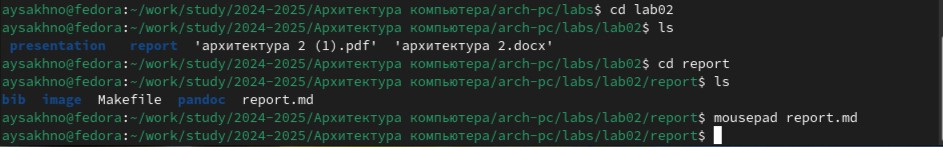 aysakhno@fedora:~/work/study/2024-2025/Архитектура компьютера/arch-pc/labs$ cd lab02
aysakhno@fedora:~/work/study/2024-2025/Архитектура компьютера/arch-pc/labs/lab02$ ls
presentation report 'архитектура 2 (1).pdf' 'архитектура 2.docx'
aysakhno@fedora:~/work/study/2024-2025/Архитектура компьютера/arch-pc/labs/lab02$ cd report
aysakhno@fedora:~/work/study/2024-2025/Архитектура компьютера/arch-pc/labs/lab02/report$ ls
bib image Makefile pandoc report.md
aysakhno@fedora:~/work/study/2024-2025/Архитектура компьютера/arch-pc/labs/lab02/report$ mousepad report.md
aysakhno@fedora:~/work/study/2024-2025/Архитектура компьютера/arch-pc/labs/lab02/report$